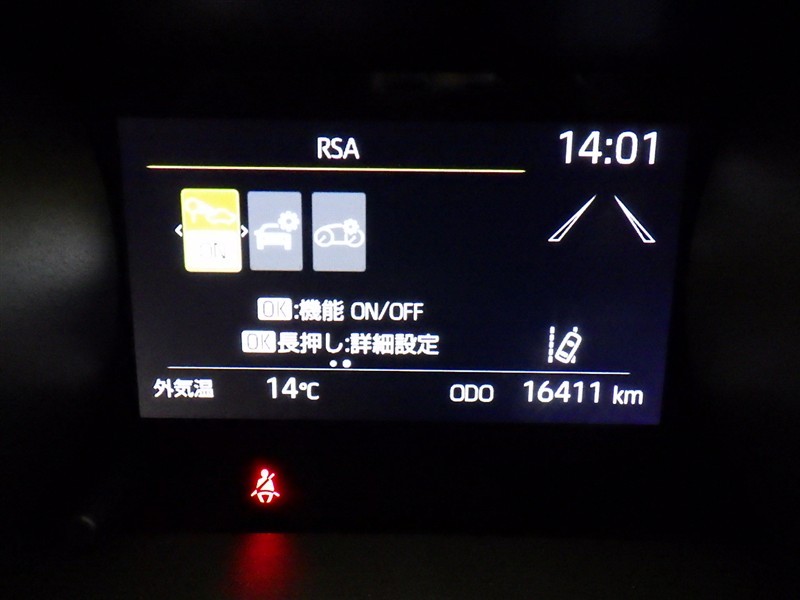 RSA
14:01
ON
OK:機能 ON/OFF
OK長押し:詳細設定
外気温 14℃ ODO 16411 km